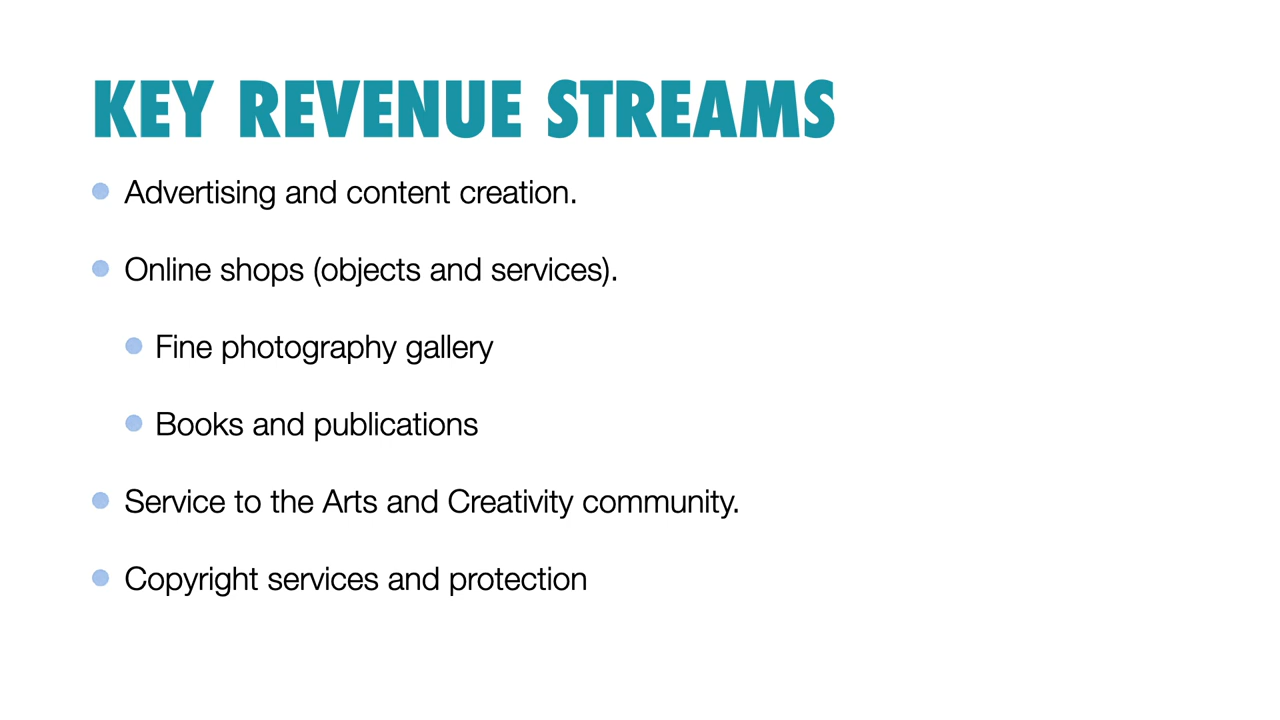 KEY REVENUE STREAMS
Advertising and content creation.
Online shops (objects and services).
Fine photography gallery
Books and publications
Service to the Arts and Creativity community.
Copyright services and protection